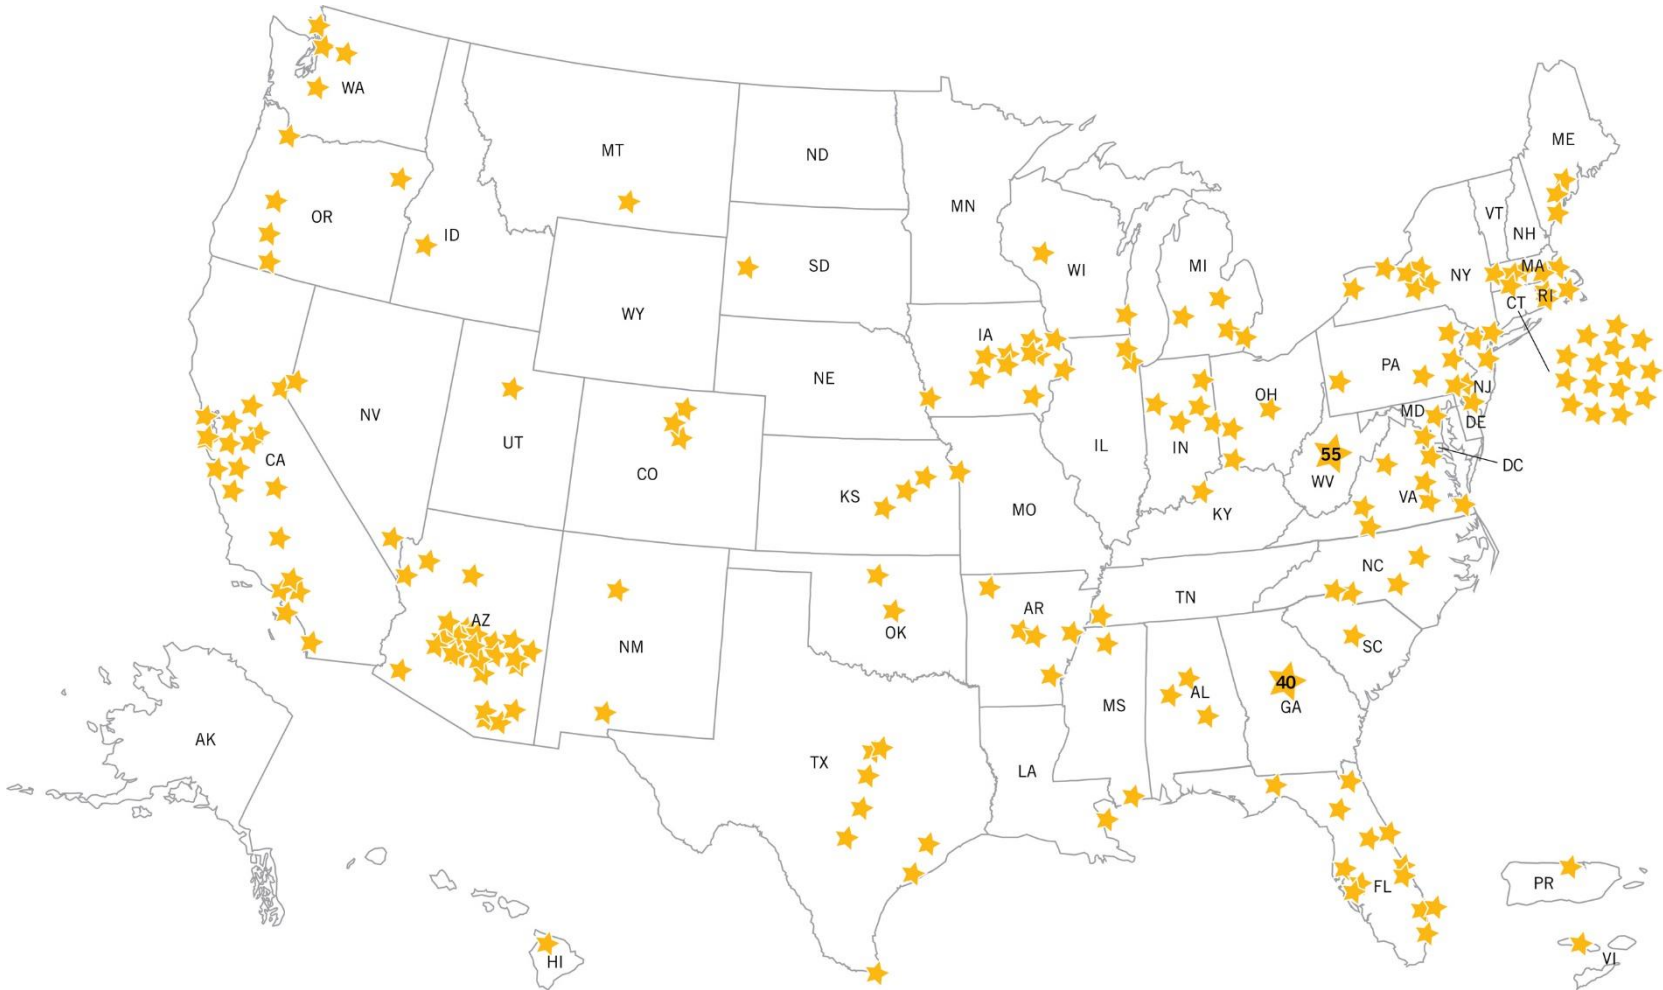 WA
ME
MT
ND
VT
MN
OR
NH
ID
WI
MI
MA
SD
NY
RI
CT
WY
IA
PA
NE
NJ
OH
MD
NV
DE
UT
IN
IL
CA
55
DC
CO
WV
KS
VA
MO
KY
NC
TN
AR
AZ
OK
NM
SC
40
AL
MS
GA
AK
TX
LA
PR
FL
HI
VI